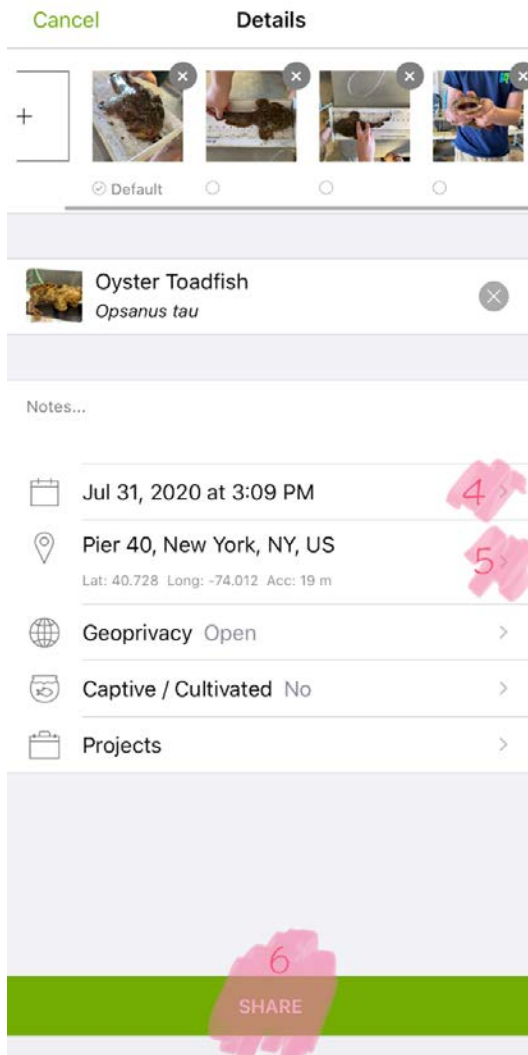 Cancel Details
+
Default
Oyster Toadfish
Opsanus tau
Notes...
Jul 31, 2020 at 3:09 PM 4
Pier 40, New York, NY, US
Lat: 40.728 Long: -74.012 Acc: 19 m 5
Geoprivacy Open
Captive / Cultivated No
Projects
6
SHARE